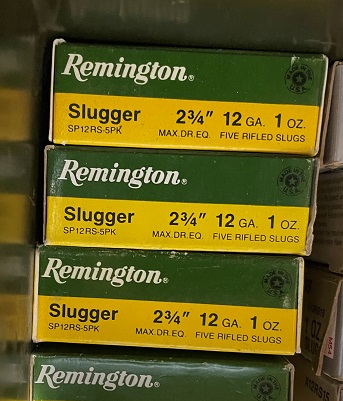 Remington®
Slugger 2¾" 12 GA. 1 OZ.
SP12RS-5PK MAX.DR.EQ. FIVE RIFLED SLUGS
Remington®
Slugger 2¾" 12 GA. 1 OZ.
SP12RS-5PK MAX.DR.EQ. FIVE RIFLED SLUGS
Remington®
Slugger 2¾" 12 GA. 1 OZ.
SP12RS-5PK MAX.DR.EQ. FIVE RIFLED SLUGS
Remington®
OZ.